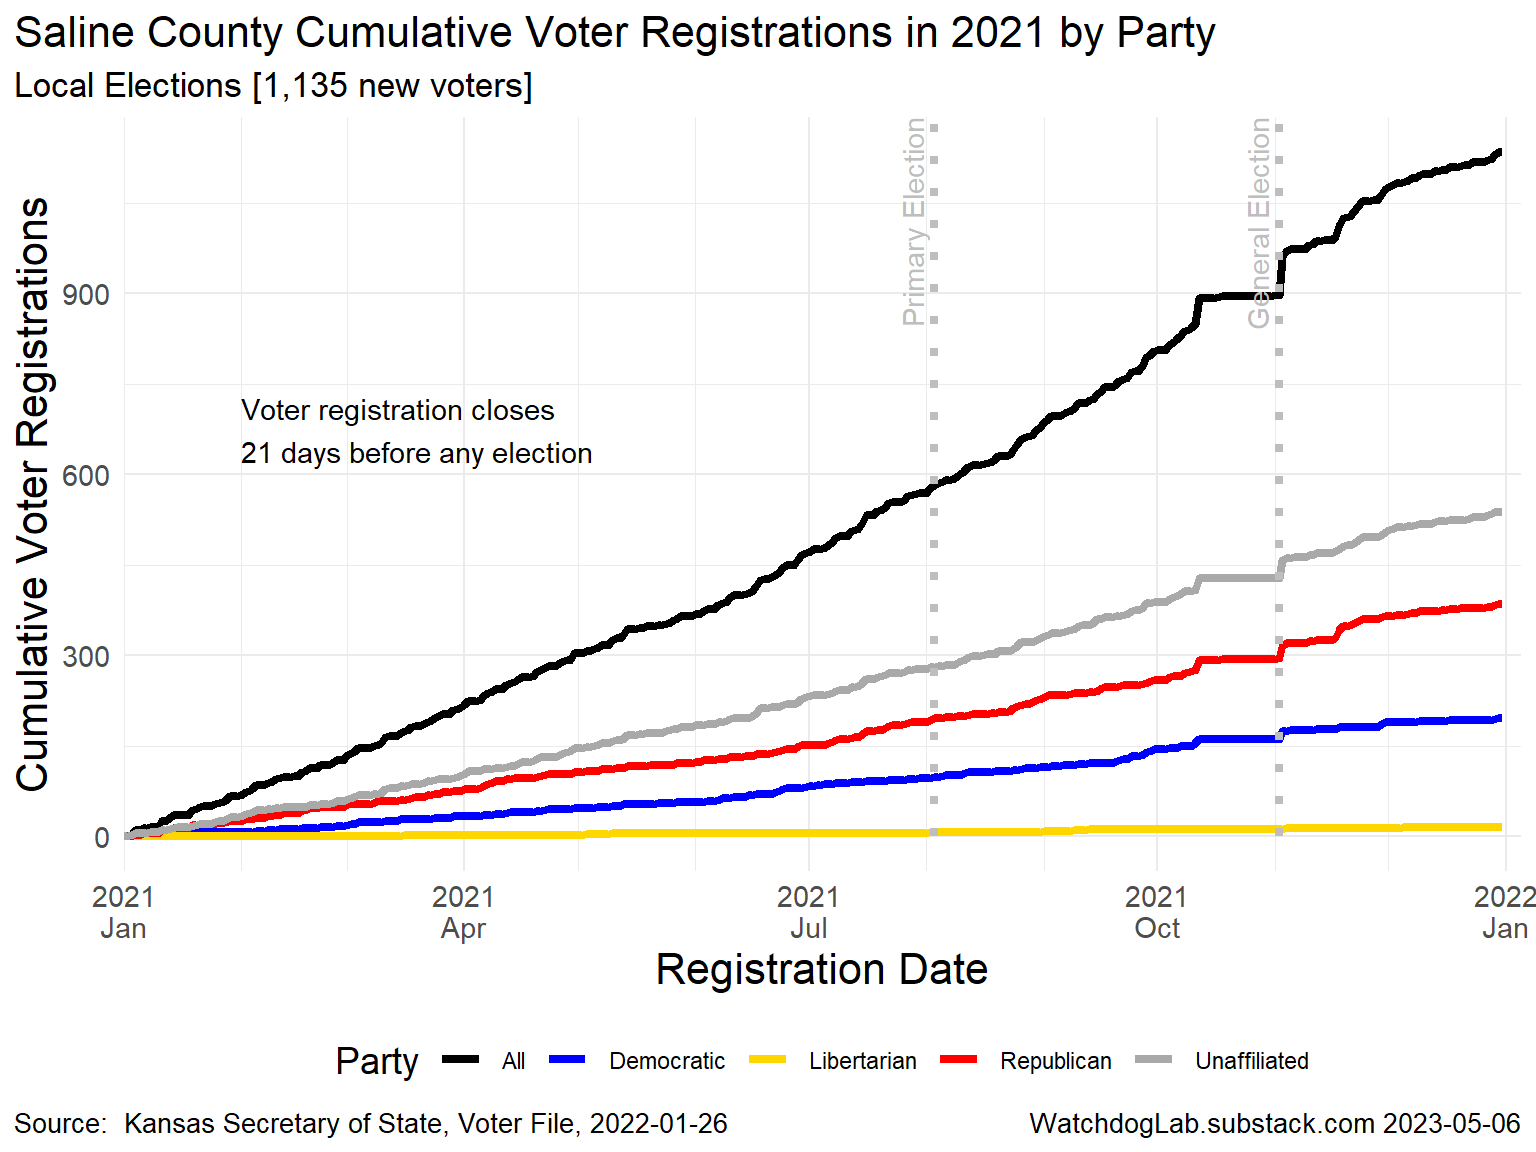 Saline County Cumulative Voter Registrations in 2021 by Party
Local Elections [1,135 new voters]
Cumulative Voter Registrations
900
600
300
0
Primary Election
General Election
Voter registration closes
21 days before any election
2021
Jan
2021
Apr
2021
Jul
2021
Oct
2022
Jan
Registration Date
Party
All
Democratic
Libertarian
Republican
Unaffiliated
Source:  Kansas Secretary of State, Voter File, 2022-01-26
WatchdogLab.substack.com 2023-05-06